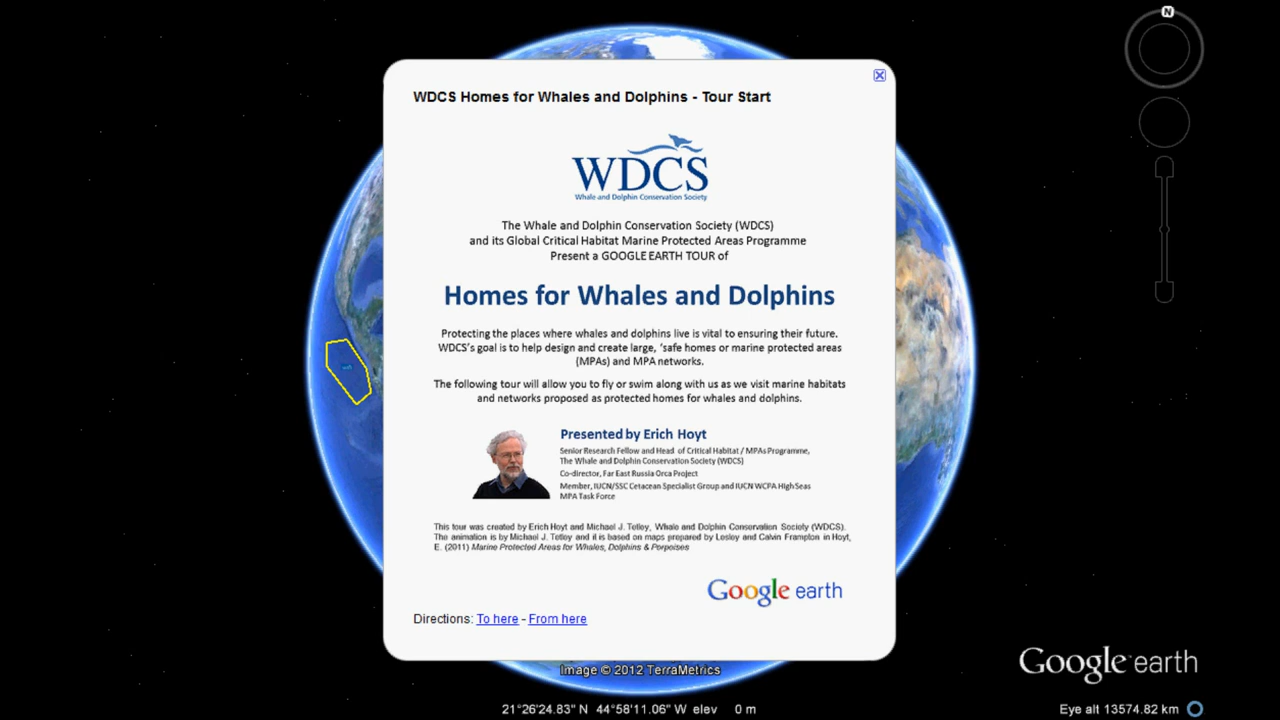 N
WDCS Homes for Whales and Dolphins - Tour Start
WDCS
Whale and Dolphin Conservation Society
The Whale and Dolphin Conservation Society (WDCS)
and its Global Critical Habitat Marine Protected Areas Programme
Present a GOOGLE EARTH TOUR of
Homes for Whales and Dolphins
Protecting the places where whales and dolphins live is vital to ensuring their future.
WDCS's goal is to help design and create large, 'safe homes or marine protected areas
(MPAs) and MPA networks.
The following tour will allow you to fly or swim along with us as we visit marine habitats
and networks proposed as protected homes for whales and dolphins.
Presented by Erich Hoyt
Senior Research Fellow and Head of Critical Habitat / MPAs Programme,
The Whale and Dolphin Conservation Society (WDCS)
Co-director, Far East Russia Orca Project
Member, IUCN/SSC Cetacean Specialist Group and IUCN WCPA High Seas
MPA Task Force
This tour was created by Erich Hoyt and Michael J. Tetley, Whale and Dolphin Conservation Society (WDCS).
The animation is by Michael J. Tetley and it is based on maps prepared by Lesley and Calvin Frampton in Hoyt,
E. (2011) Marine Protected Areas for Whales, Dolphins & Porpoises
Google earth
Directions: To here - From here
Image © 2012 TerraMetrics
Google earth
21°26'24.83" N 44°58'11.06" W elev 0 m
Eye alt 13574.82 km